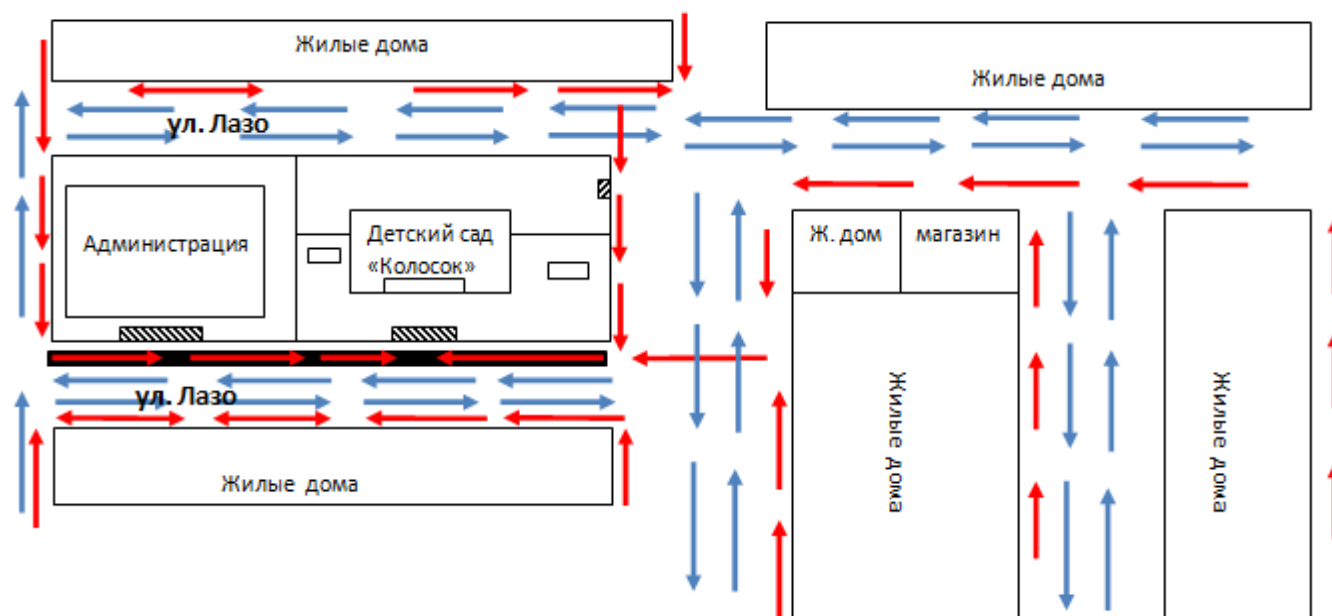 Жилые дома
Жилые дома
ул. Лазо
Администрация
Детский сад
«Колосок»
Ж. дом
магазин
ул. Лазо
Жилые дома
Жилые дома
Жилые дома